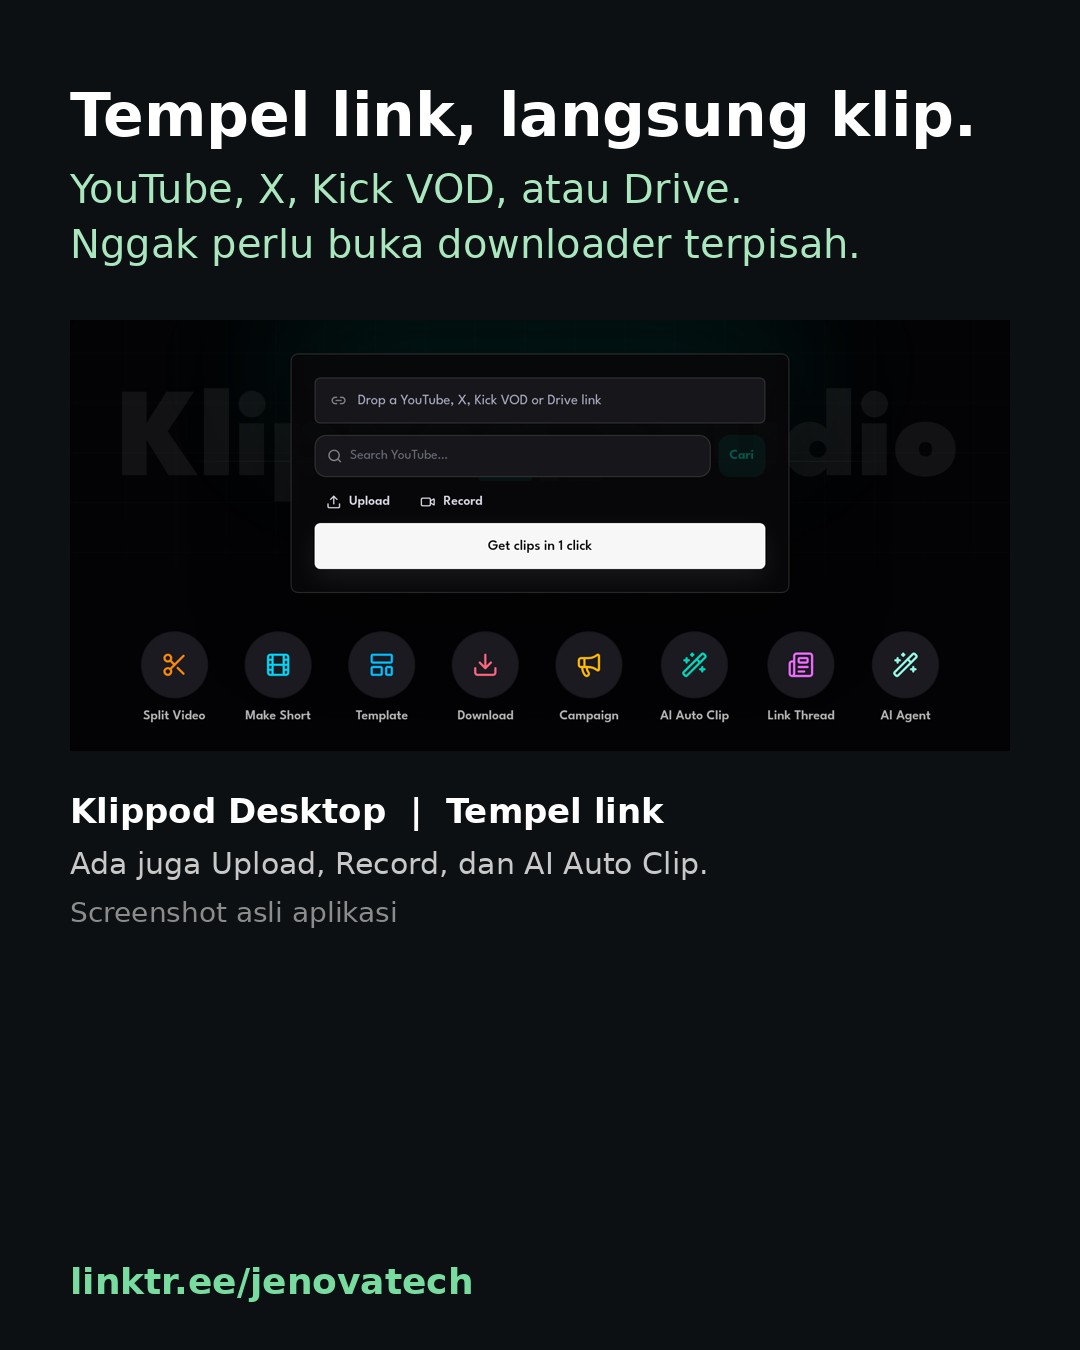 Tempel link, langsung klip.
YouTube, X, Kick VOD, atau Drive.
Nggak perlu buka downloader terpisah.
Drop a YouTube, X, Kick VOD or Drive link
Search YouTube...
Cari
Upload
Record
Get clips in 1 click
Split Video
Make Short
Template
Download
Campaign
AI Auto Clip
Link Thread
AI Agent
Klippod Desktop | Tempel link
Ada juga Upload, Record, dan AI Auto Clip.
Screenshot asli aplikasi
linktr.ee/jenovatech